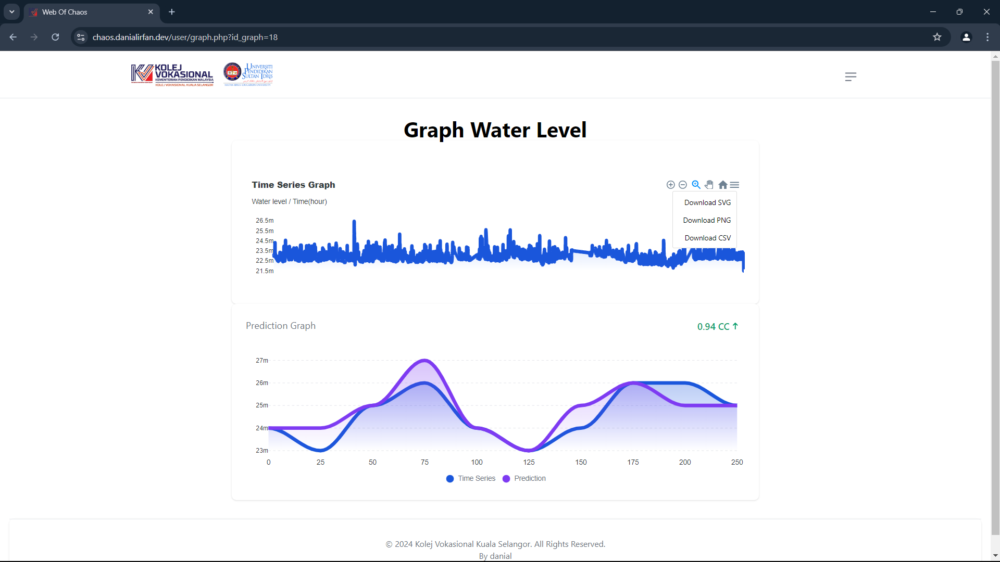 Web Of Chaos
chaos.danialirfan.dev/user/graph.php?id_graph=18
KOLEJ
VOKASIONAL
KEMENTERIAN PENDIDIKAN MALAYSIA
KOLEJ VOKASIONAL KUALA SELANGOR
UNIVERSITI
PENDIDIKAN
SULTAN IDRIS
SULTAN IDRIS EDUCATION UNIVERSITY
Graph Water Level
Time Series Graph
Water level / Time(hour)
Download SVG
Download PNG
Download CSV
26.5m
25.5m
24.5m
23.5m
22.5m
21.5m
Prediction Graph
0.94 CC
27m
26m
25m
24m
23m
0 25 50 75 100 125 150 175 200 250
Time Series Prediction
© 2024 Kolej Vokasional Kuala Selangor. All Rights Reserved.
By danial